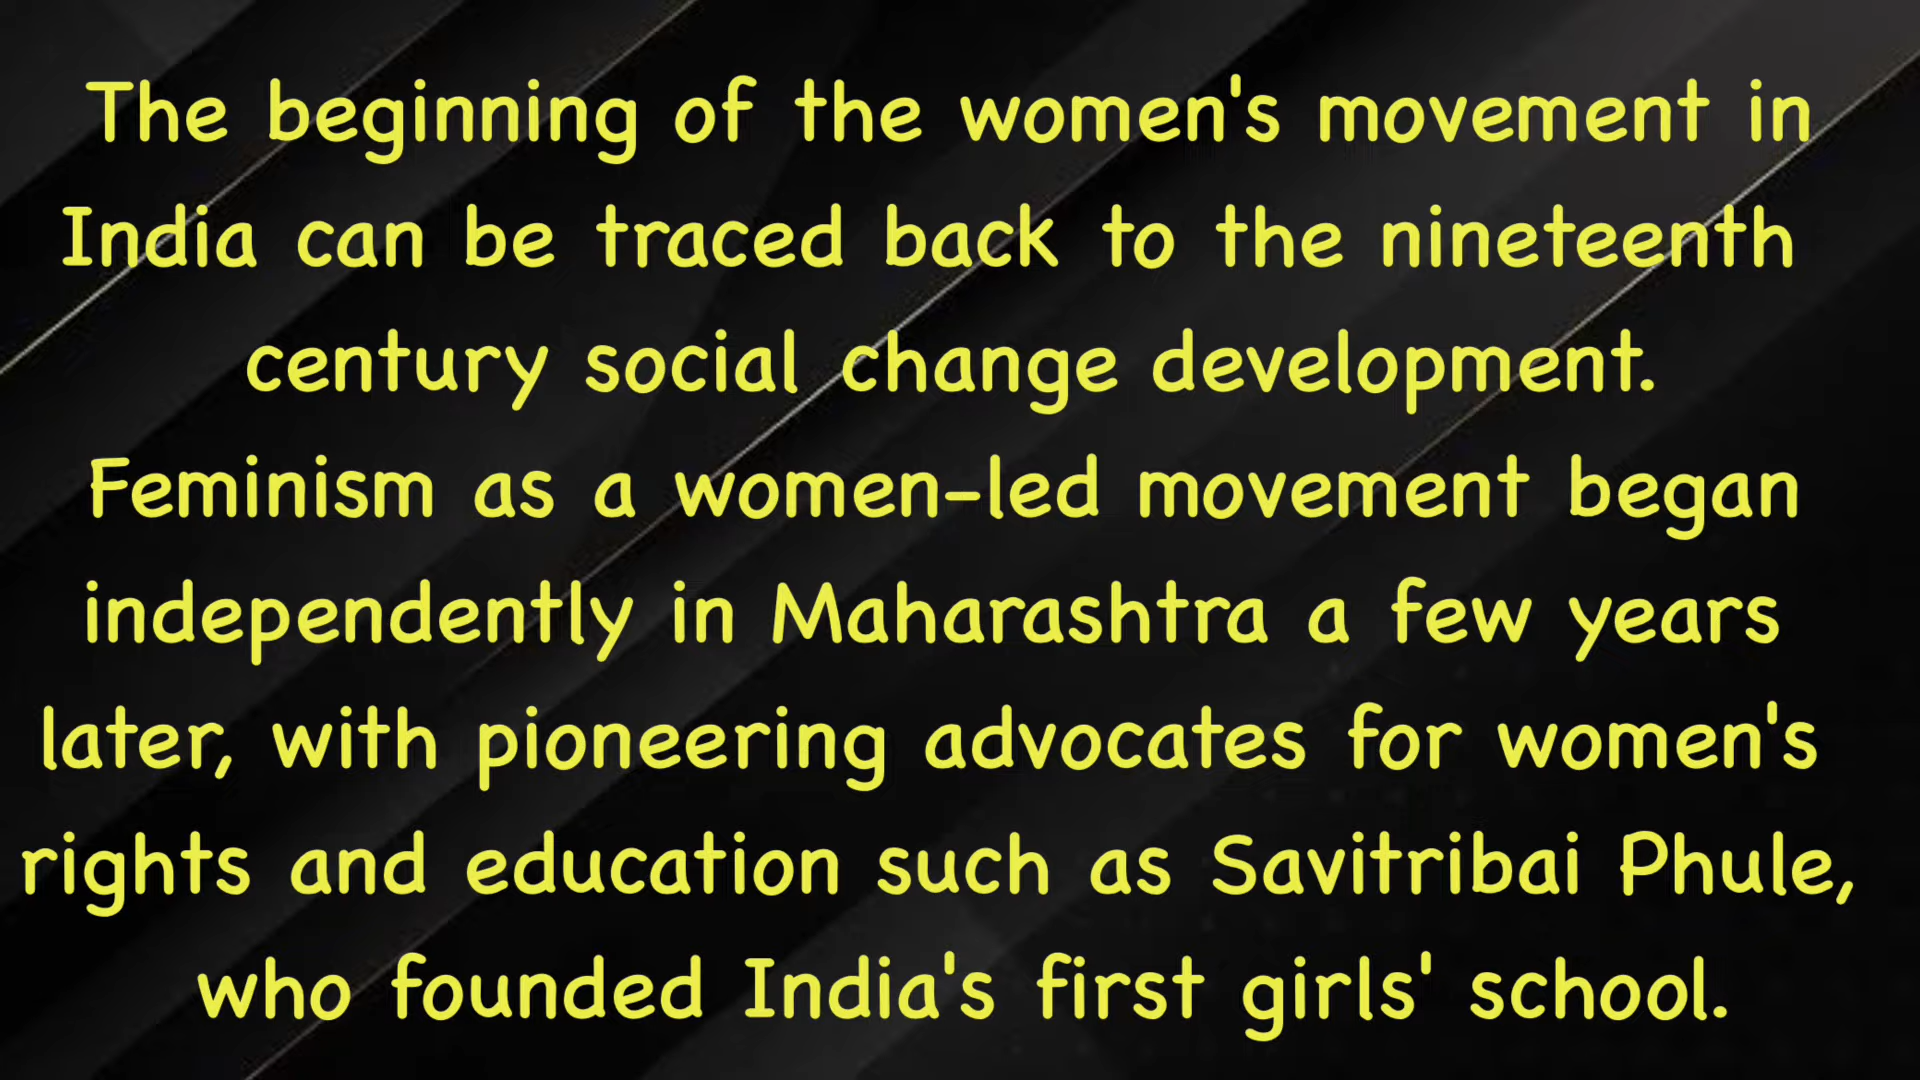 The beginning of the women's movement in
India can be traced back to the nineteenth
century social change development.
Feminism as a women-led movement began
independently in Maharashtra a few years
later, with pioneering advocates for women's
rights and education such as Savitribai Phule,
who founded India's first girls' school.